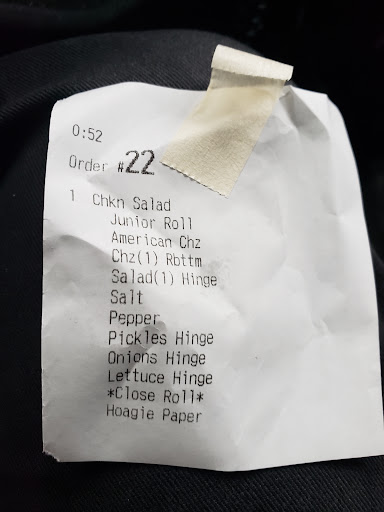 0:52
Order #22
1 Chkn Salad
Junior Roll
American Chz
Chz(1) Rbttm
Salad(1) Hinge
Salt
Pepper
Pickles Hinge
Onions Hinge
Lettuce Hinge
*Close Roll*
Hoagie Paper